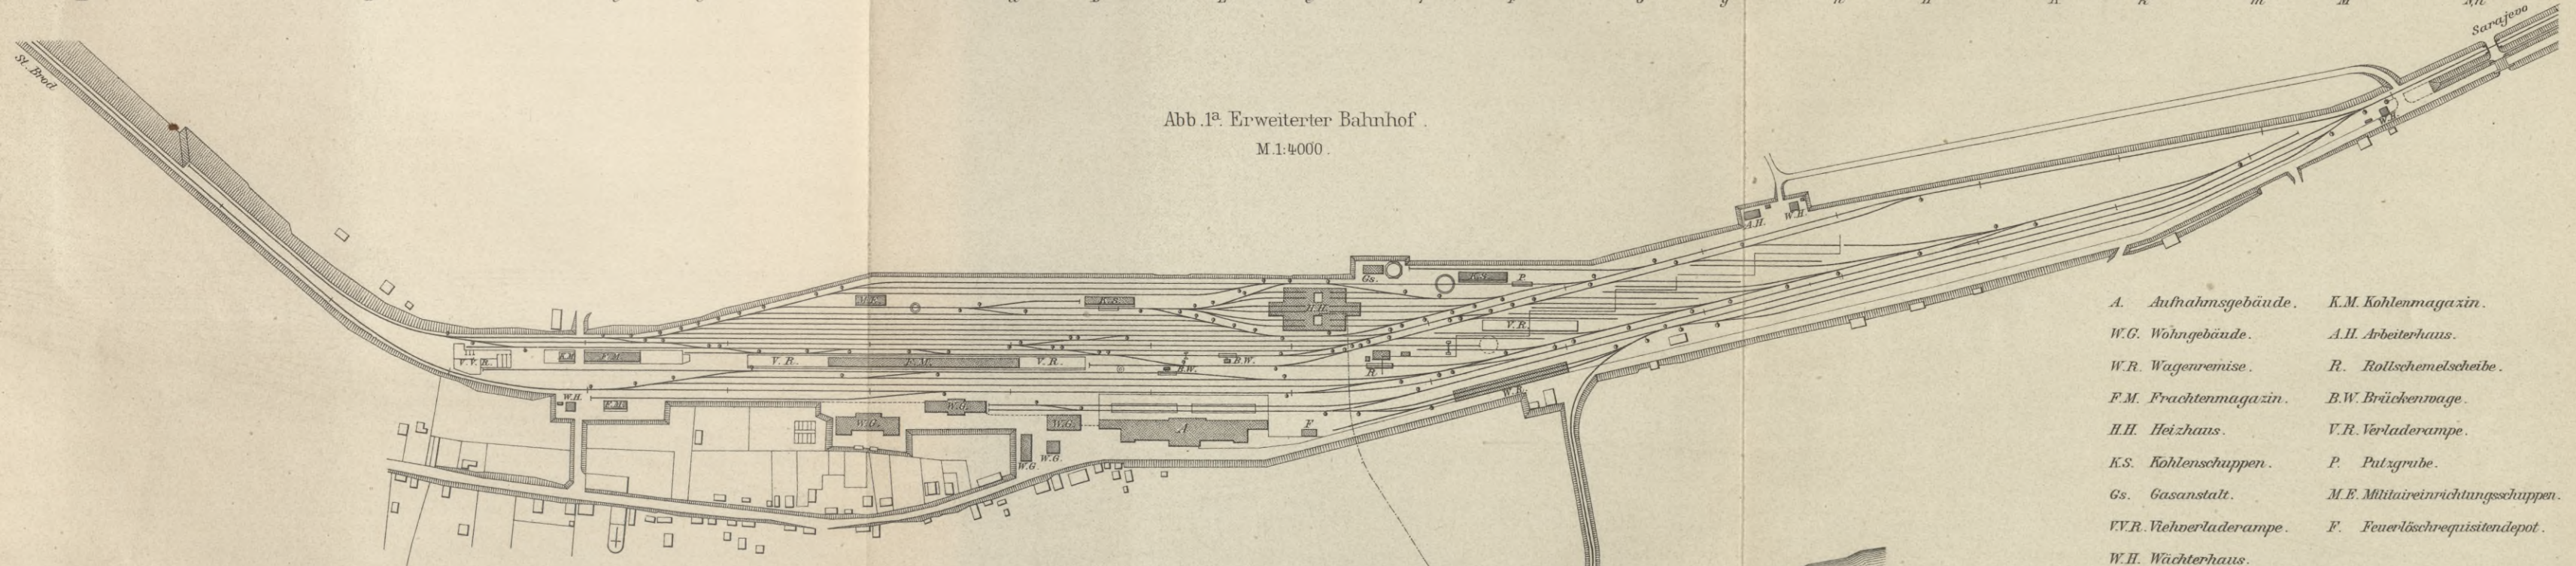 Sarajevo
St. Brod
Abb. 1ª. Erweiterter Bahnhof.
M. 1:4000.
A.H.
W.H.
Gs.
K.S.
P.
H.H.
V.R.
V.V.R.
F.M.
V.R.
F.M.
V.R.
B.W.
B.W.
R.
W.H.
W.G.
W.G.
W.G.
A
F
W.R.
W.G.
W.G.
A. Aufnahmsgebäude.
W.G. Wohngebäude.
W.R. Wagenremise.
F.M. Frachtenmagazin.
H.H. Heizhaus.
K.S. Kohlenschuppen.
Gs. Gasanstalt.
V.V.R. Viehverladerampe.
W.H. Wächterhaus.
K.M. Kohlenmagazin.
A.H. Arbeiterhaus.
R. Rollschemelscheibe.
B.W. Brückenwage.
V.R. Verladerampe.
P. Putzgrube.
M.E. Militaireinrichtungsschuppen.
F. Feuerlöschrequisitendepot.